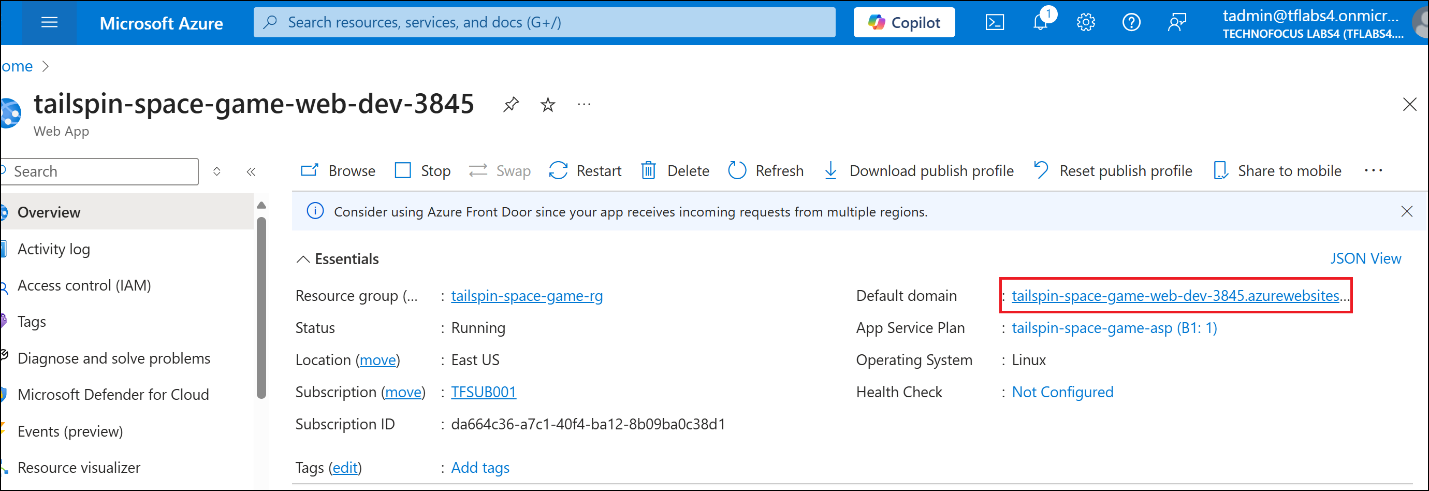 Microsoft Azure
Search resources, services, and docs (G+/)
Copilot
1
tadmin@tflabs4.onmicr...
TECHNOFOCUS LABS4 (TFLABS4....
ome >
tailspin-space-game-web-dev-3845
Web App
Search
Browse Stop Swap Restart Delete Refresh Download publish profile Reset publish profile Share to mobile ...
Overview
Activity log
Access control (IAM)
Tags
Diagnose and solve problems
Microsoft Defender for Cloud
Events (preview)
Resource visualizer
Consider using Azure Front Door since your app receives incoming requests from multiple regions.
Essentials
JSON View
Resource group (... : tailspin-space-game-rg
Status : Running
Location (move) : East US
Subscription (move) : TFSUB001
Subscription ID : da664c36-a7c1-40f4-ba12-8b09ba0c38d1
Tags (edit) : Add tags
Default domain : tailspin-space-game-web-dev-3845.azurewebsites...
App Service Plan : tailspin-space-game-asp (B1: 1)
Operating System : Linux
Health Check : Not Configured